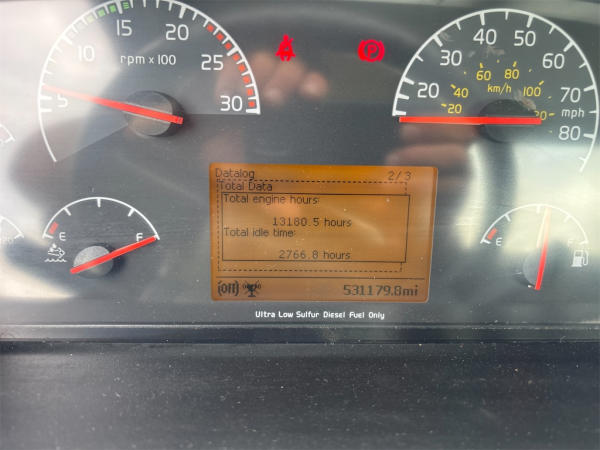 5
10
15
20
25
30
rpm x100
20
30
40
50
60
70
80
mph
20
40
60
80
100
km/h
E
F
E
Datalog 2/3
Total Data
Total engine hours:
13180.5 hours
Total idle time:
2766.8 hours
531179.8mi
Ultra Low Sulfur Diesel Fuel Only